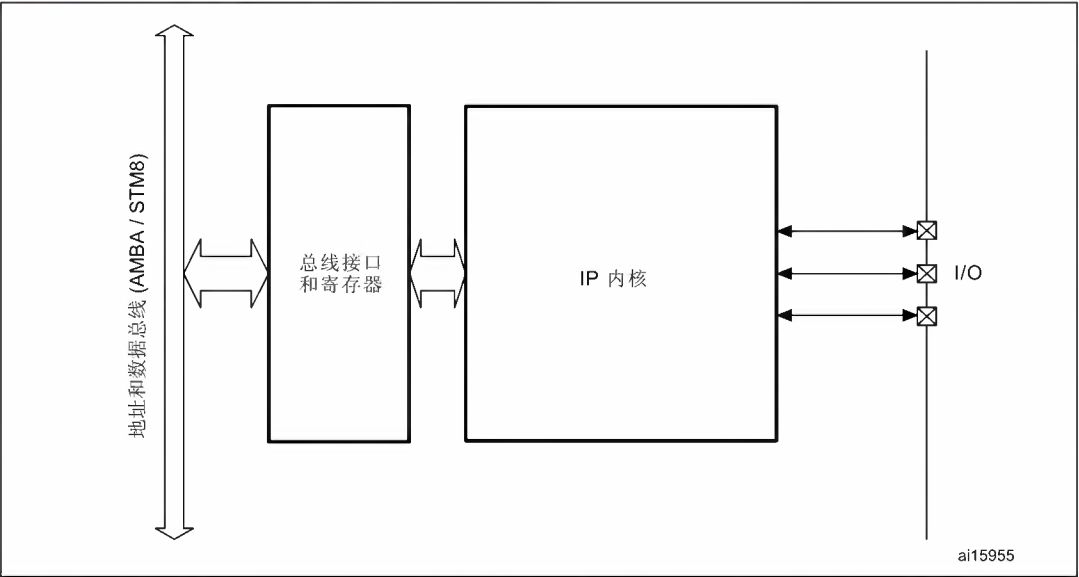 地址和数据总线 (AMBA / STM8)
总线接口
和寄存器
IP 内核
I/O
ai15955